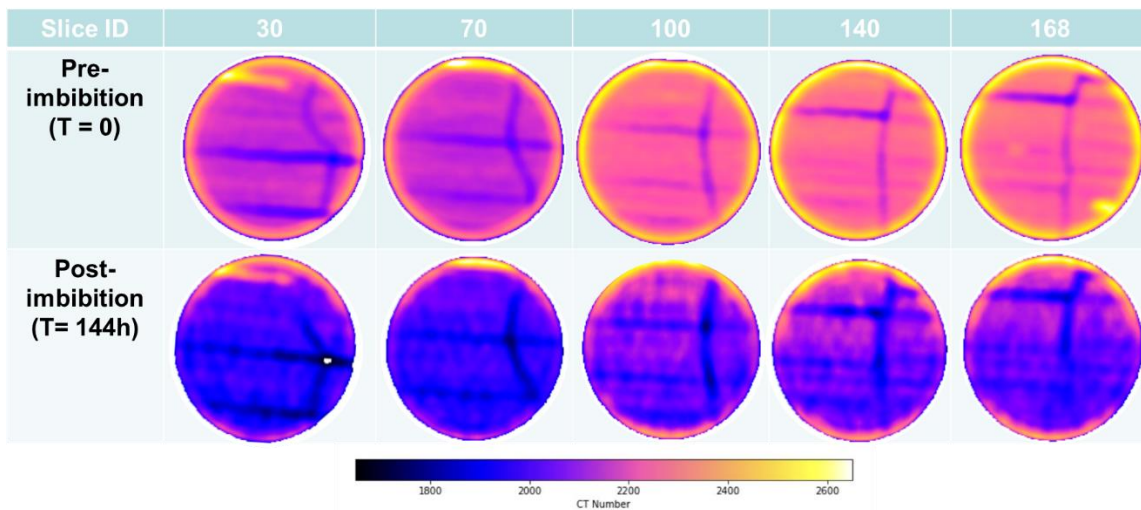 Slice ID 30 70 100 140 168
Pre-
imbibition
(T = 0)
Post-
imbibition
(T= 144h)
1800 2000 2200 2400 2600
CT Number